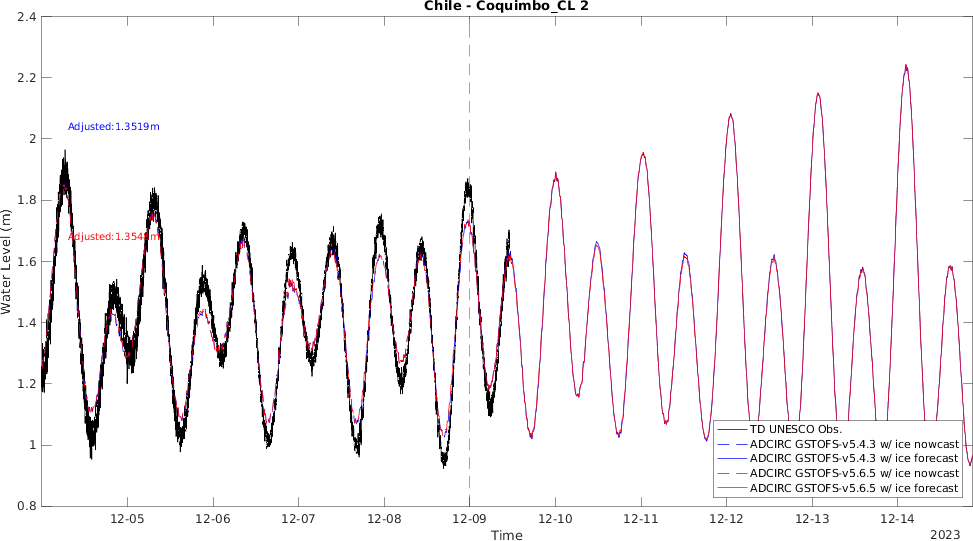 Chile - Coquimbo_CL 2
2.4
2.2
2
1.8
1.6
1.4
1.2
1
0.8
Water Level (m)
Adjusted:1.3519m
Adjusted:1.3548m
TD UNESCO Obs.
ADCIRC GSTOFS-v5.4.3 w/ ice nowcast
ADCIRC GSTOFS-v5.4.3 w/ ice forecast
ADCIRC GSTOFS-v5.6.5 w/ ice nowcast
ADCIRC GSTOFS-v5.6.5 w/ ice forecast
12-05 12-06 12-07 12-08 12-09 12-10 12-11 12-12 12-13 12-14
Time
2023